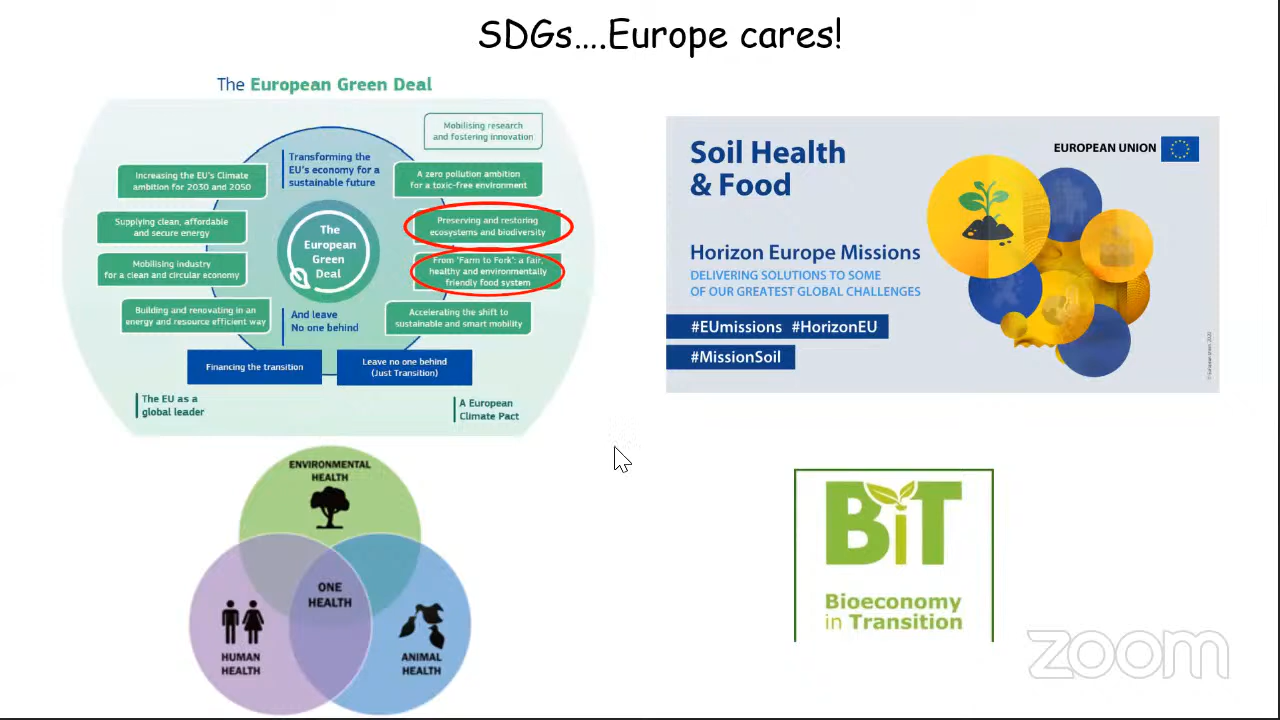 SDGs....Europe cares!
The European Green Deal
Mobilising research
and fostering innovation
Transforming the
EU's economy for a
sustainable future
Increasing the EU's Climate
ambition for 2030 and 2050
A zero pollution ambition
for a toxic-free environment
Supplying clean, affordable
and secure energy
Preserving and restoring
ecosystems and biodiversity
The
European
Green
Deal
Mobilising industry
for a clean and circular economy
From 'Farm to Fork': a fair,
healthy and environmentally
friendly food system
Building and renovating in an
energy and resource efficient way
And leave
No one behind
Accelerating the shift to
sustainable and smart mobility
Financing the transition
Leave no one behind
(Just Transition)
The EU as a
global leader
A European
Climate Pact
Soil Health
& Food
EUROPEAN UNION
Horizon Europe Missions
DELIVERING SOLUTIONS TO SOME
OF OUR GREATEST GLOBAL CHALLENGES
#EUmissions #HorizonEU
#MissionSoil
© European Union, 2020
ENVIRONMENTAL
HEALTH
ONE
HEALTH
HUMAN
HEALTH
ANIMAL
HEALTH
BiT
Bioeconomy
in Transition
zoom